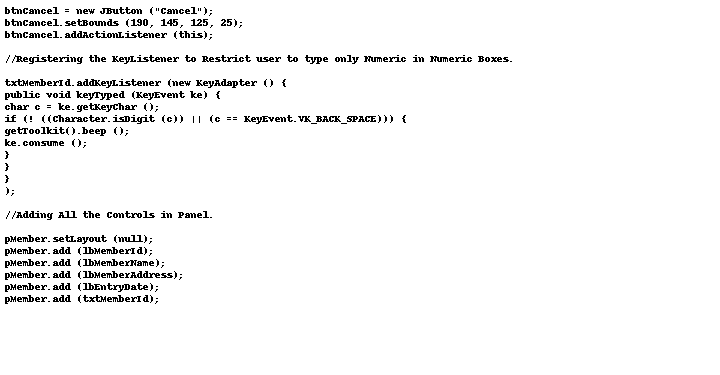 btnCancel = new JButton ("Cancel");
btnCancel.setBounds (190, 145, 125, 25);
btnCancel.addActionListener (this);

//Registering the KeyListener to Restrict user to type only Numeric in Numeric Boxes.

txtMemberId.addKeyListener (new KeyAdapter () {
public void keyTyped (KeyEvent ke) {
char c = ke.getKeyChar ();
if (! ((Character.isDigit (c)) || (c == KeyEvent.VK_BACK_SPACE))) {
getToolkit().beep ();
ke.consume ();
}
}
}
);

//Adding All the Controls in Panel.

pMember.setLayout (null);
pMember.add (lbMemberId);
pMember.add (lbMemberName);
pMember.add (lbMemberAddress);
pMember.add (lbEntryDate);
pMember.add (txtMemberId);